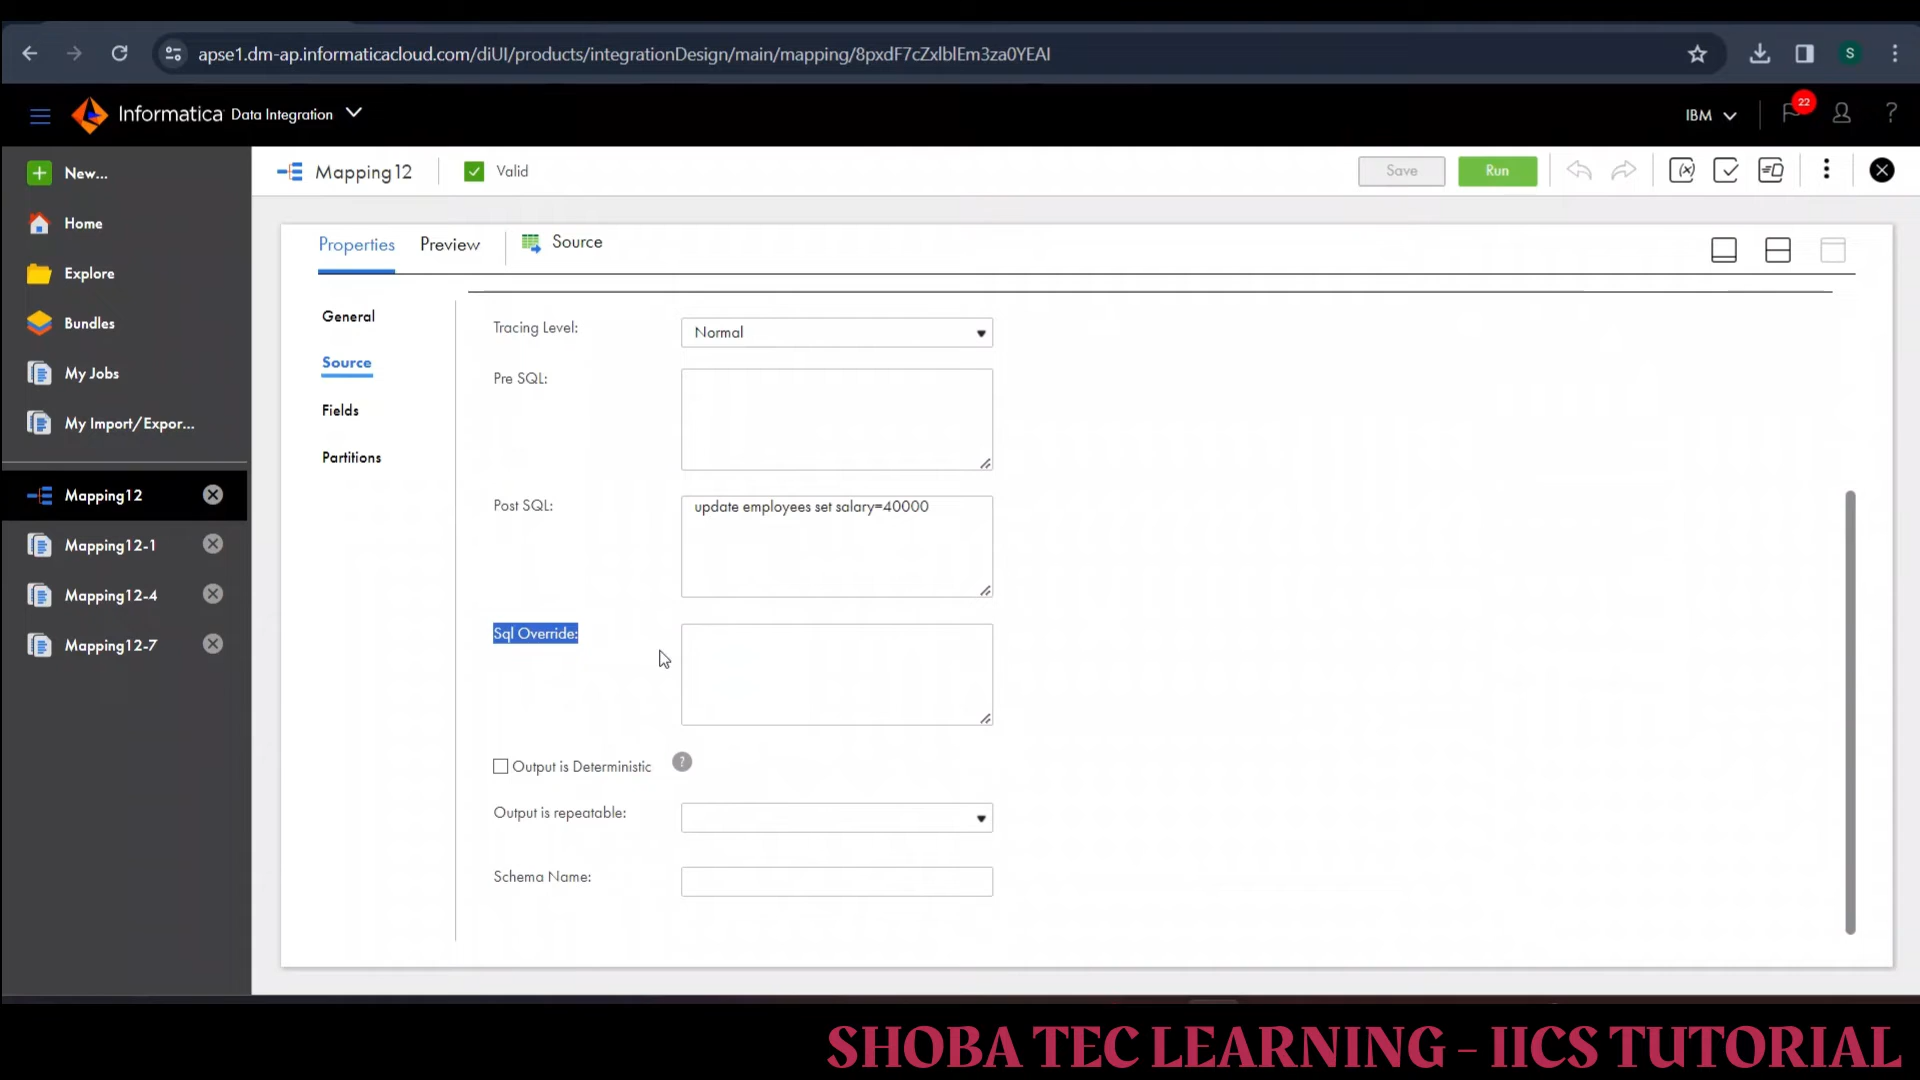 apse1.dm-ap.informaticacloud.com/diUI/products/integrationDesign/main/mapping/8pxdF7cZxlblEm3za0YEAI
S
Informatica Data Integration
IBM
22
?
New...
Home
Explore
Bundles
My Jobs
My Import/Expor...
Mapping12
Mapping12-1
Mapping12-4
Mapping12-7
Mapping12
Valid
Save
Run
Properties
Preview
Source
General
Source
Fields
Partitions
Tracing Level:
Normal
Pre SQL:
Post SQL:
update employees set salary=40000
Sql Override:
Output is Deterministic
?
Output is repeatable:
Schema Name:
SHOBA TEC LEARNING - IICS TUTORIAL